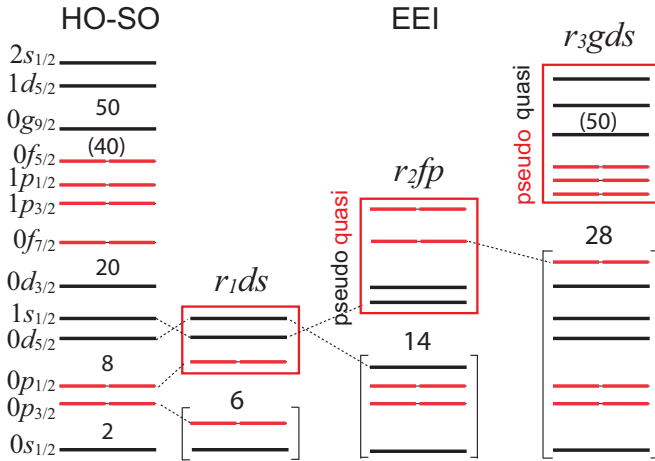 HO-SO
EEI
2s1/2
1d5/2
50
0g9/2
(40)
0f5/2
1p1/2
1p3/2
0f7/2
20
0d3/2
1s1/2
0d5/2
8
0p1/2
0p3/2
2
0s1/2
r1ds
6
r2fp
pseudo quasi
14
r3gds
pseudo quasi
(50)
28